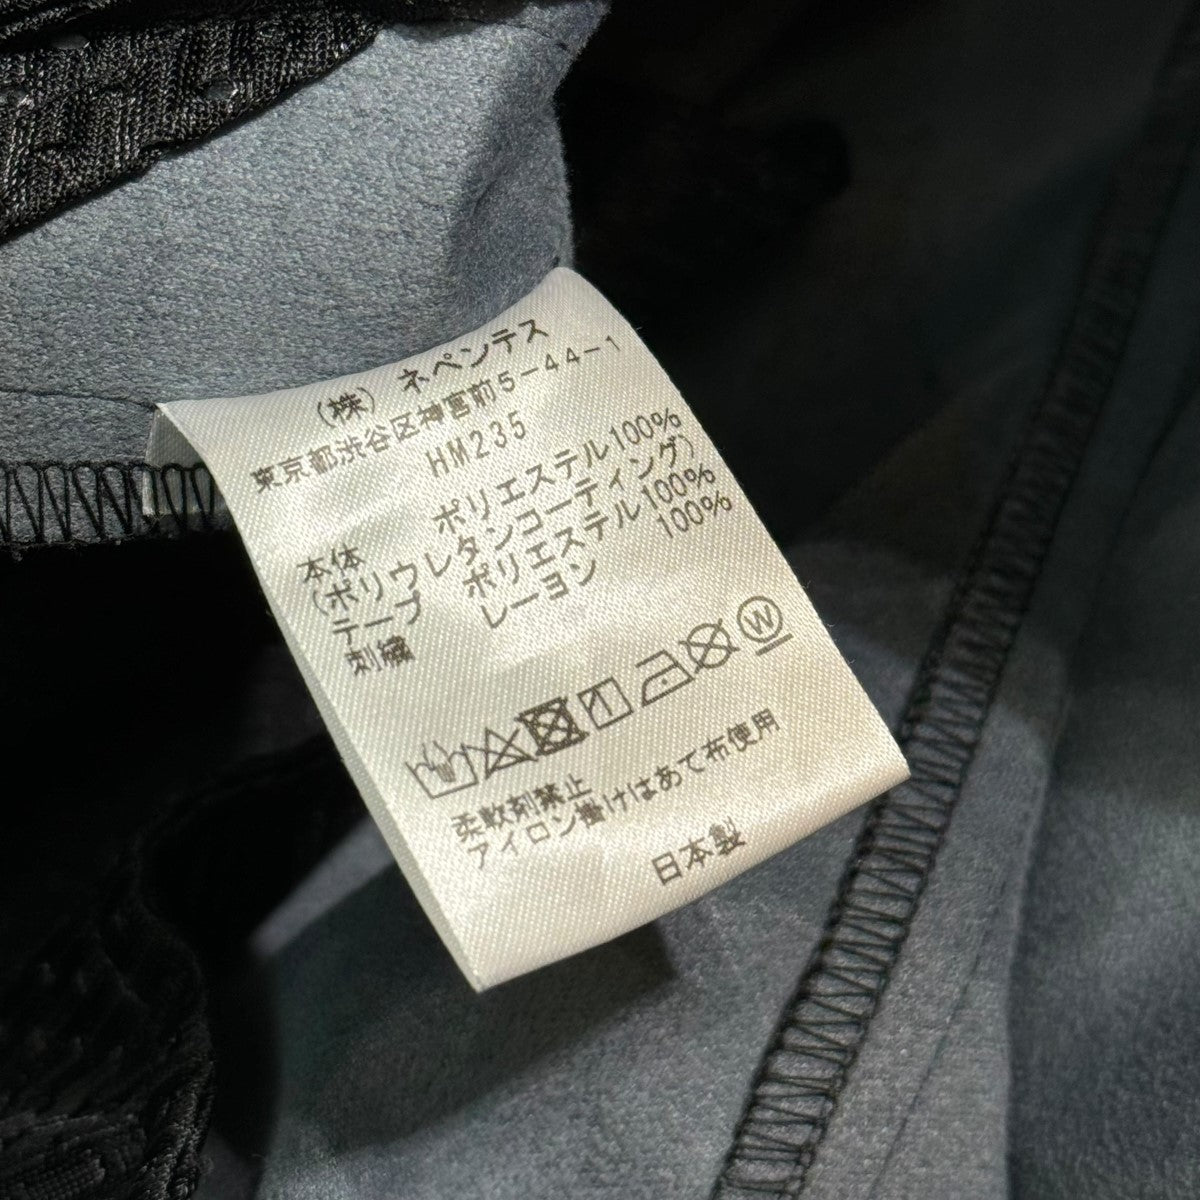 (株) ネペンテス
東京都渋谷区神宮前5-44-1
HM235
本体 ポリエステル100%
(ポリウレタンコーティング)
テープ ポリエステル100%
刺繍 レーヨン 100%
W
柔軟剤禁止
アイロン掛けはあて布使用
日本製